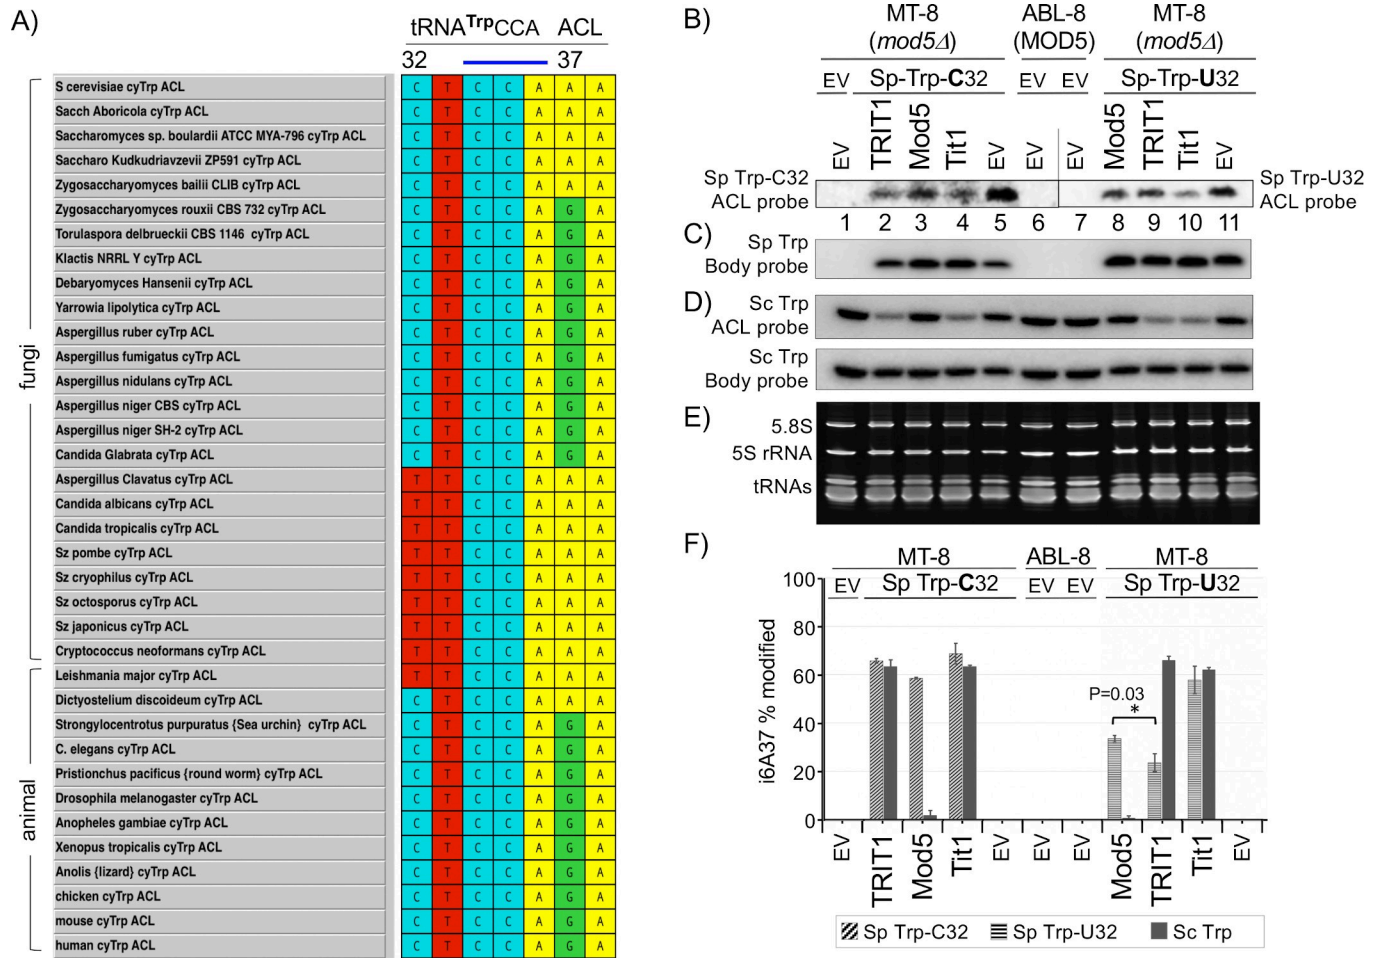 A)
tRNATrpCCA ACL
32 37
fungi
S cerevisiae cyTrp ACL C T C C A A A
Sacch Aboricola cyTrp ACL C T C C A A A
Saccharomyces sp. boulardii ATCC MYA-796 cyTrp ACL C T C C A A A
Saccharo Kudkudriavzevii ZP591 cyTrp ACL C T C C A A A
Zygosaccharyomyces bailii CLIB cyTrp ACL C T C C A A A
Zygosaccharyomyces rouxii CBS 732 cyTrp ACL C T C C A G A
Torulaspora delbrueckii CBS 1146 cyTrp ACL C T C C A G A
Klactis NRRL Y cyTrp ACL C T C C A G A
Debaryomyces Hansenii cyTrp ACL C T C C A G A
Yarrowia lipolytica cyTrp ACL C T C C A G A
Aspergillus ruber cyTrp ACL C T C C A G A
Aspergillus fumigatus cyTrp ACL C T C C A G A
Aspergillus nidulans cyTrp ACL C T C C A G A
Aspergillus niger CBS cyTrp ACL C T C C A G A
Aspergillus niger SH-2 cyTrp ACL C T C C A G A
Candida Glabrata cyTrp ACL C T C C A G A
Aspergillus Clavatus cyTrp ACL T T C C A A A
Candida albicans cyTrp ACL T T C C A A A
Candida tropicalis cyTrp ACL T T C C A A A
Sz pombe cyTrp ACL T T C C A A A
Sz cryophilus cyTrp ACL T T C C A A A
Sz octosporus cyTrp ACL T T C C A A A
Sz japonicus cyTrp ACL T T C C A A A
Cryptococcus neoformans cyTrp ACL T T C C A A A
animal
Leishmania major cyTrp ACL T T C C A A A
Dictyostelium discoideum cyTrp ACL C T C C A A A
Strongylocentrotus purpuratus {Sea urchin} cyTrp ACL C T C C A G A
C. elegans cyTrp ACL C T C C A G A
Pristionchus pacificus {round worm} cyTrp ACL C T C C A G A
Drosophila melanogaster cyTrp ACL C T C C A G A
Anopheles gambiae cyTrp ACL C T C C A G A
Xenopus tropicalis cyTrp ACL C T C C A G A
Anolis {lizard} cyTrp ACL C T C C A G A
chicken cyTrp ACL C T C C A G A
mouse cyTrp ACL C T C C A G A
human cyTrp ACL C T C C A G A
B)
MT-8 ABL-8 MT-8
(mod5Δ) (MOD5) (mod5Δ)
EV Sp-Trp-C32 EV EV Sp-Trp-U32
EV TRIT1 Mod5 Tit1 EV EV EV Mod5 TRIT1 Tit1 EV
Sp Trp-C32
ACL probe
Sp Trp-U32
ACL probe
1 2 3 4 5 6 7 8 9 10 11
C)
Sp Trp
Body probe
D)
Sc Trp
ACL probe
Sc Trp
Body probe
E)
5.8S
5S rRNA
tRNAs
F)
MT-8 ABL-8 MT-8
EV Sp Trp-C32 EV EV Sp Trp-U32
i6A37 % modified
100
80
60
40
20
0
P=0.03
*
EV TRIT1 Mod5 Tit1 EV EV EV Mod5 TRIT1 Tit1 EV
Sp Trp-C32 Sp Trp-U32 Sc Trp